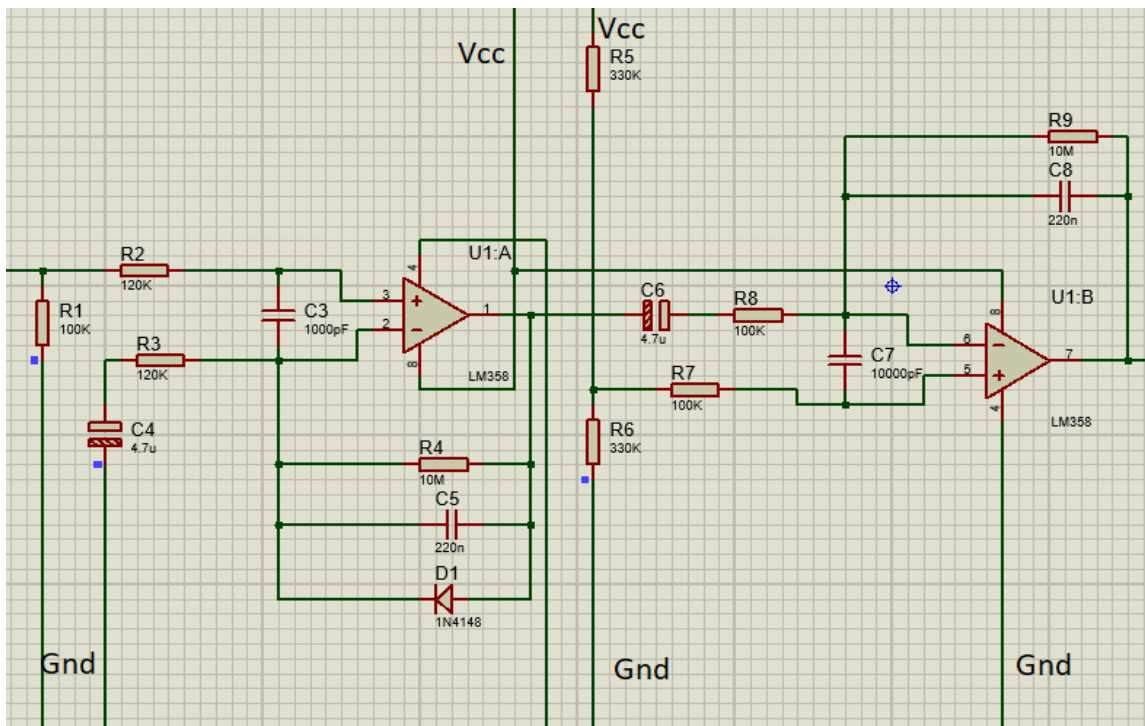 Vcc
Vcc
R5
330K
R9
10M
C8
220n
R2
120K
U1:A
4
3
2
1
8
LM358
C3
1000pF
R1
100K
R3
120K
C4
4.7u
C6
4.7u
R8
100K
U1:B
8
6
5
7
4
LM358
C7
10000pF
R7
100K
R6
330K
R4
10M
C5
220n
D1
1N4148
Gnd
Gnd
Gnd